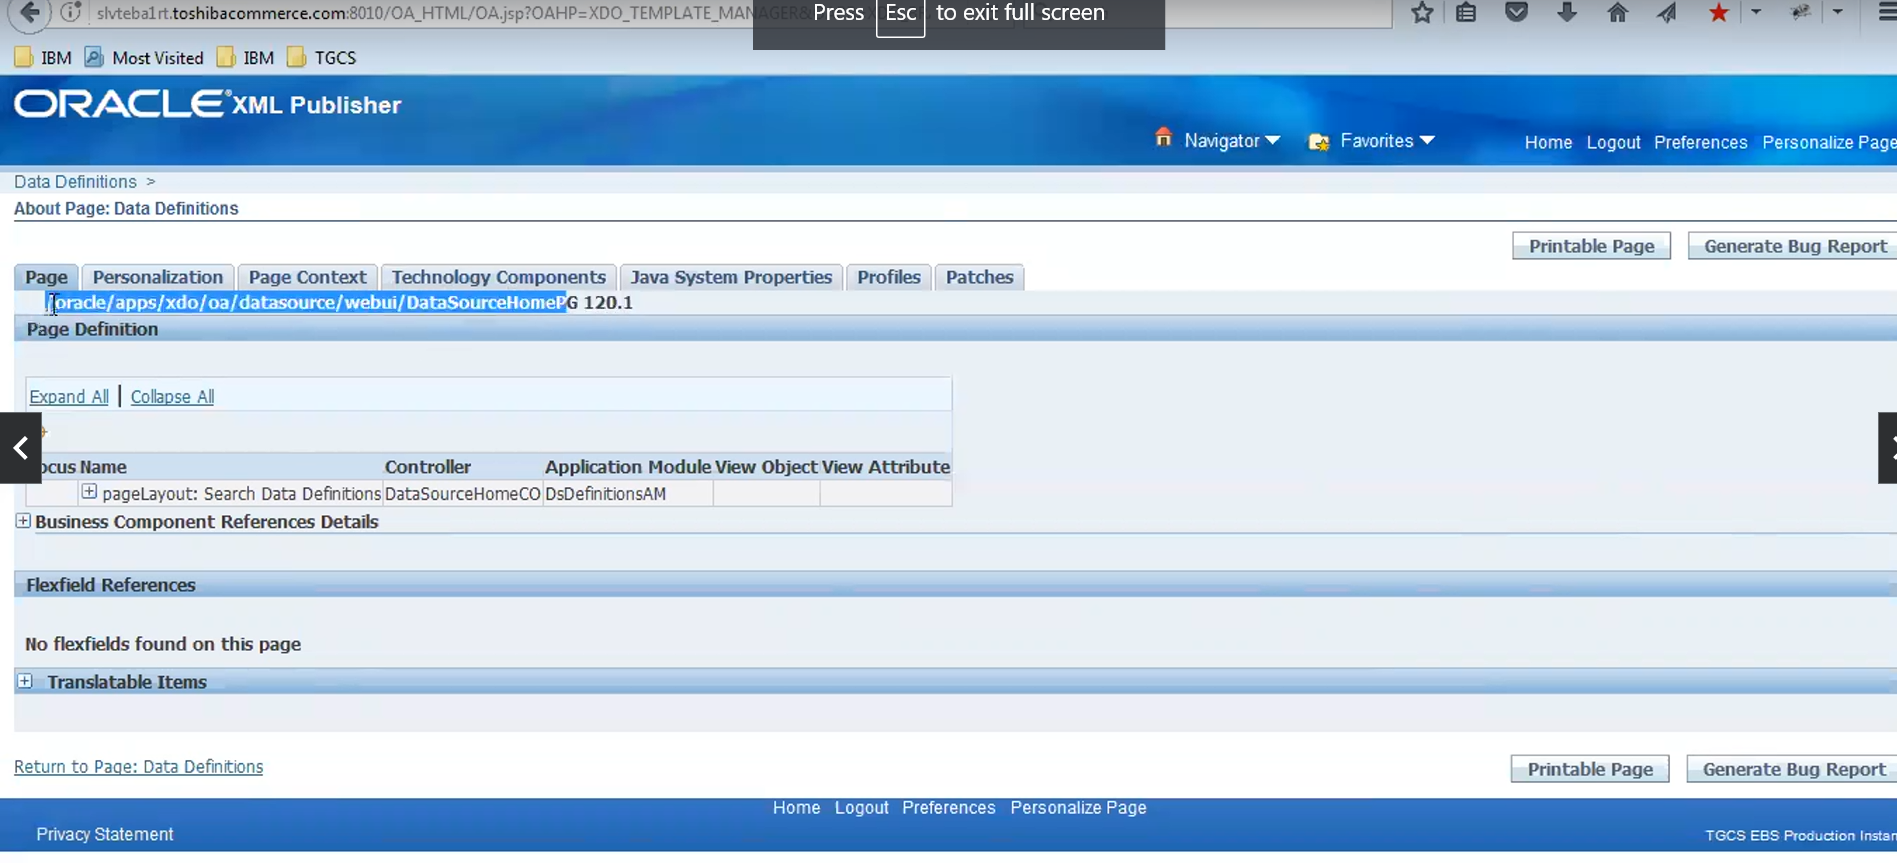 slvteba1rt.toshibacommerce.com:8010/OA_HTML/OA.jsp?OAHP=XDO_TEMPLATE_MANAGER&
Press Esc to exit full screen
IBM Most Visited IBM TGCS
ORACLE® XML Publisher
Navigator Favorites Home Logout Preferences Personalize Page
Data Definitions >
About Page: Data Definitions
Printable Page Generate Bug Report
Page Personalization Page Context Technology Components Java System Properties Profiles Patches
/oracle/apps/xdo/oa/datasource/webui/DataSourceHomePG 120.1
Page Definition
Expand All | Collapse All
ocus Name Controller Application Module View Object View Attribute
pageLayout: Search Data Definitions DataSourceHomeCO DsDefinitionsAM
Business Component References Details
Flexfield References
No flexfields found on this page
Translatable Items
Return to Page: Data Definitions
Printable Page Generate Bug Report
Home Logout Preferences Personalize Page
Privacy Statement
TGCS EBS Production Instan